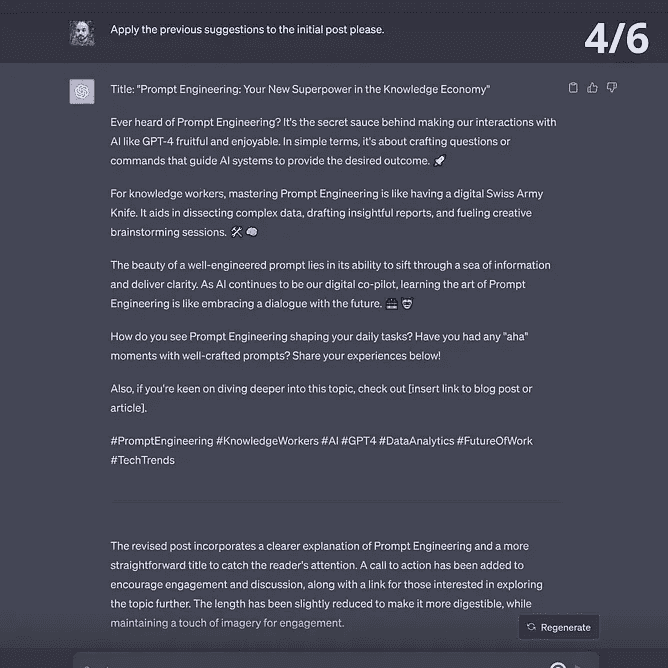 Apply the previous suggestions to the initial post please.
4/6
Title: "Prompt Engineering: Your New Superpower in the Knowledge Economy"
Ever heard of Prompt Engineering? It's the secret sauce behind making our interactions with
AI like GPT-4 fruitful and enjoyable. In simple terms, it's about crafting questions or
commands that guide AI systems to provide the desired outcome. 🚀
For knowledge workers, mastering Prompt Engineering is like having a digital Swiss Army
Knife. It aids in dissecting complex data, drafting insightful reports, and fueling creative
brainstorming sessions. 🛠️🧠
The beauty of a well-engineered prompt lies in its ability to sift through a sea of information
and deliver clarity. As AI continues to be our digital co-pilot, learning the art of Prompt
Engineering is like embracing a dialogue with the future.
How do you see Prompt Engineering shaping your daily tasks? Have you had any "aha"
moments with well-crafted prompts? Share your experiences below!
Also, if you're keen on diving deeper into this topic, check out [insert link to blog post or
article].
#PromptEngineering #KnowledgeWorkers #AI #GPT4 #DataAnalytics #FutureOfWork
#TechTrends
The revised post incorporates a clearer explanation of Prompt Engineering and a more
straightforward title to catch the reader's attention. A call to action has been added to
encourage engagement and discussion, along with a link for those interested in exploring
the topic further. The length has been slightly reduced to make it more digestible, while
maintaining a touch of imagery for engagement.
Regenerate